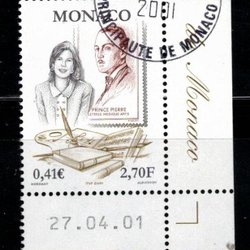 MONACO
2001
PRINCIPAUTE DE MONACO
PRINCE PIERRE
LETTRES MUSIQUE ARTS
0,41€ 2,70F
Monaco
27.04.01